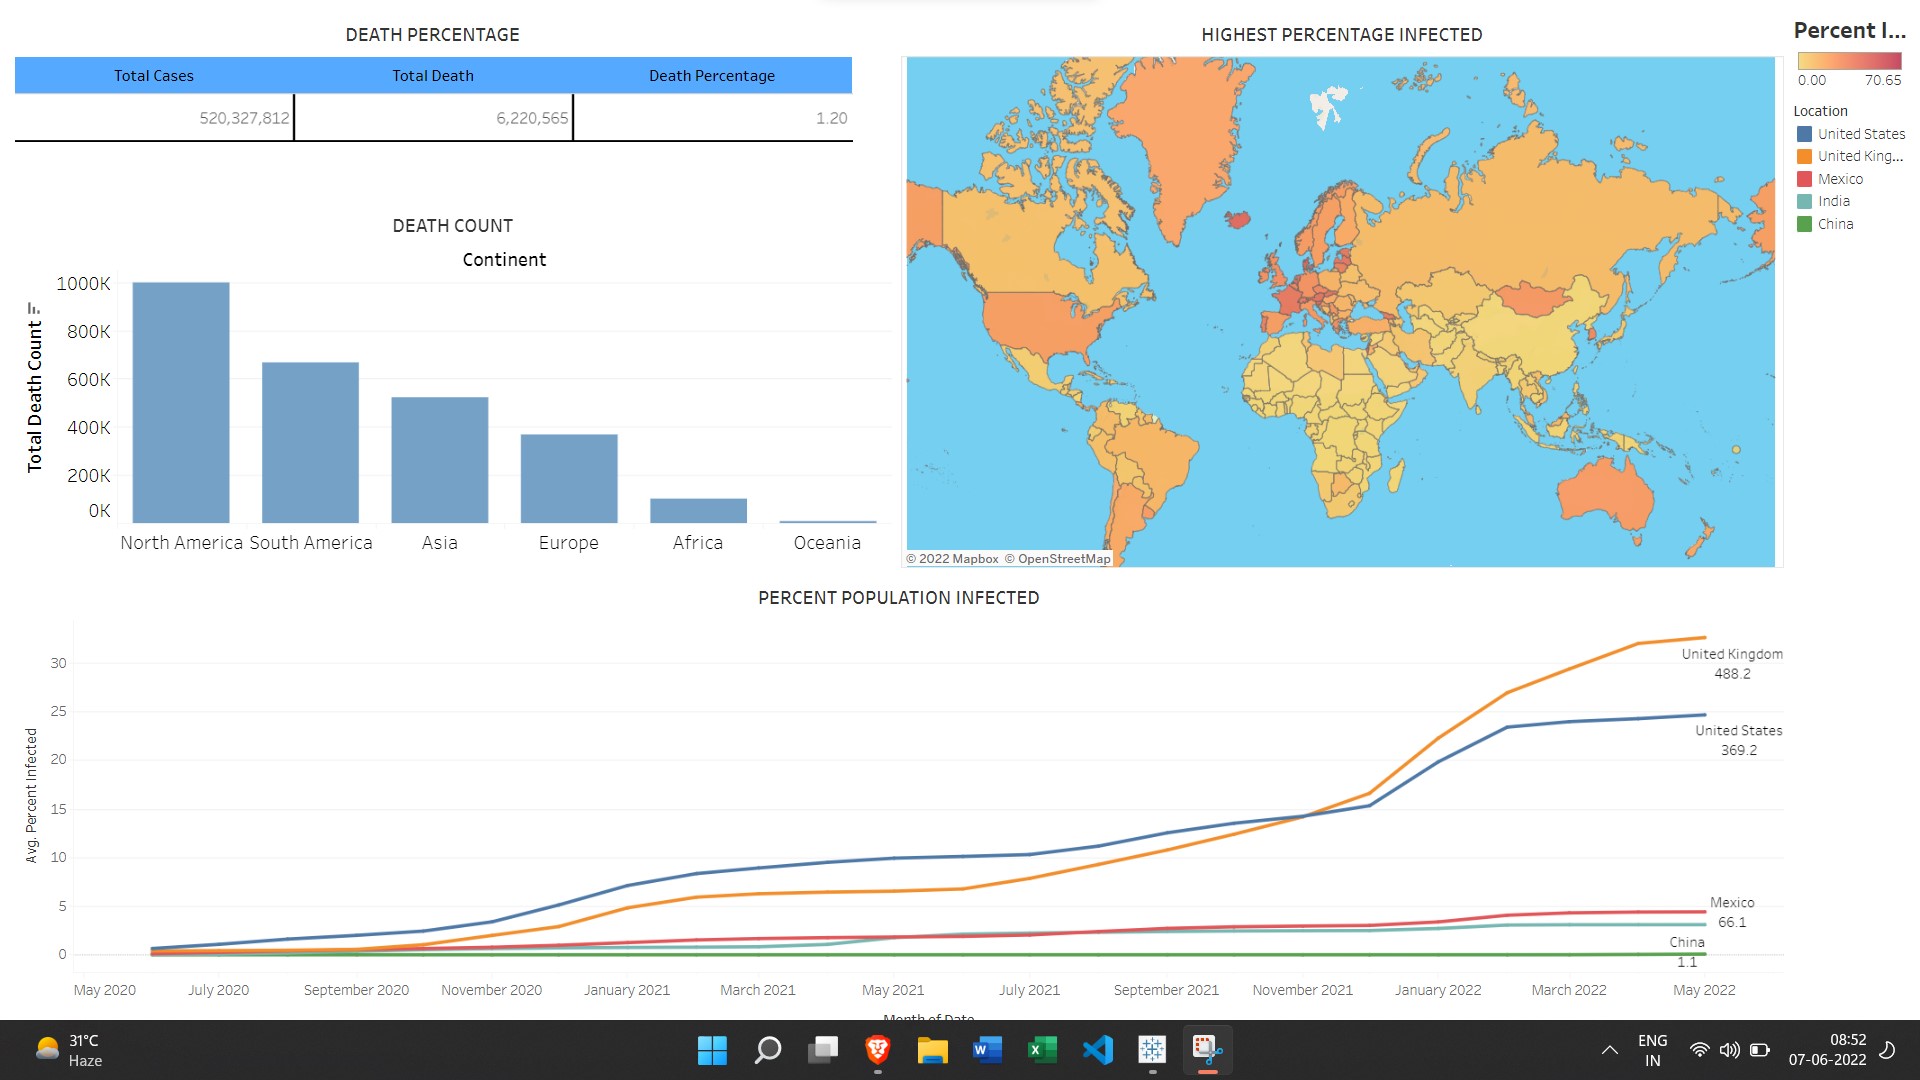 DEATH PERCENTAGE
Total Cases Total Death Death Percentage
520,327,812 6,220,565 1.20
DEATH COUNT
Continent
Total Death Count
1000K
800K
600K
400K
200K
0K
North America South America Asia Europe Africa Oceania
HIGHEST PERCENTAGE INFECTED
© 2022 Mapbox © OpenStreetMap
Percent I...
0.00 70.65
Location
United States
United King...
Mexico
India
China
PERCENT POPULATION INFECTED
Avg. Percent Infected
30
25
20
15
10
5
0
United Kingdom
488.2
United States
369.2
Mexico
66.1
China
1.1
May 2020 July 2020 September 2020 November 2020 January 2021 March 2021 May 2021 July 2021 September 2021 November 2021 January 2022 March 2022 May 2022
Month of Date
31°C
Haze
W
X
ENG
IN
08:52
07-06-2022